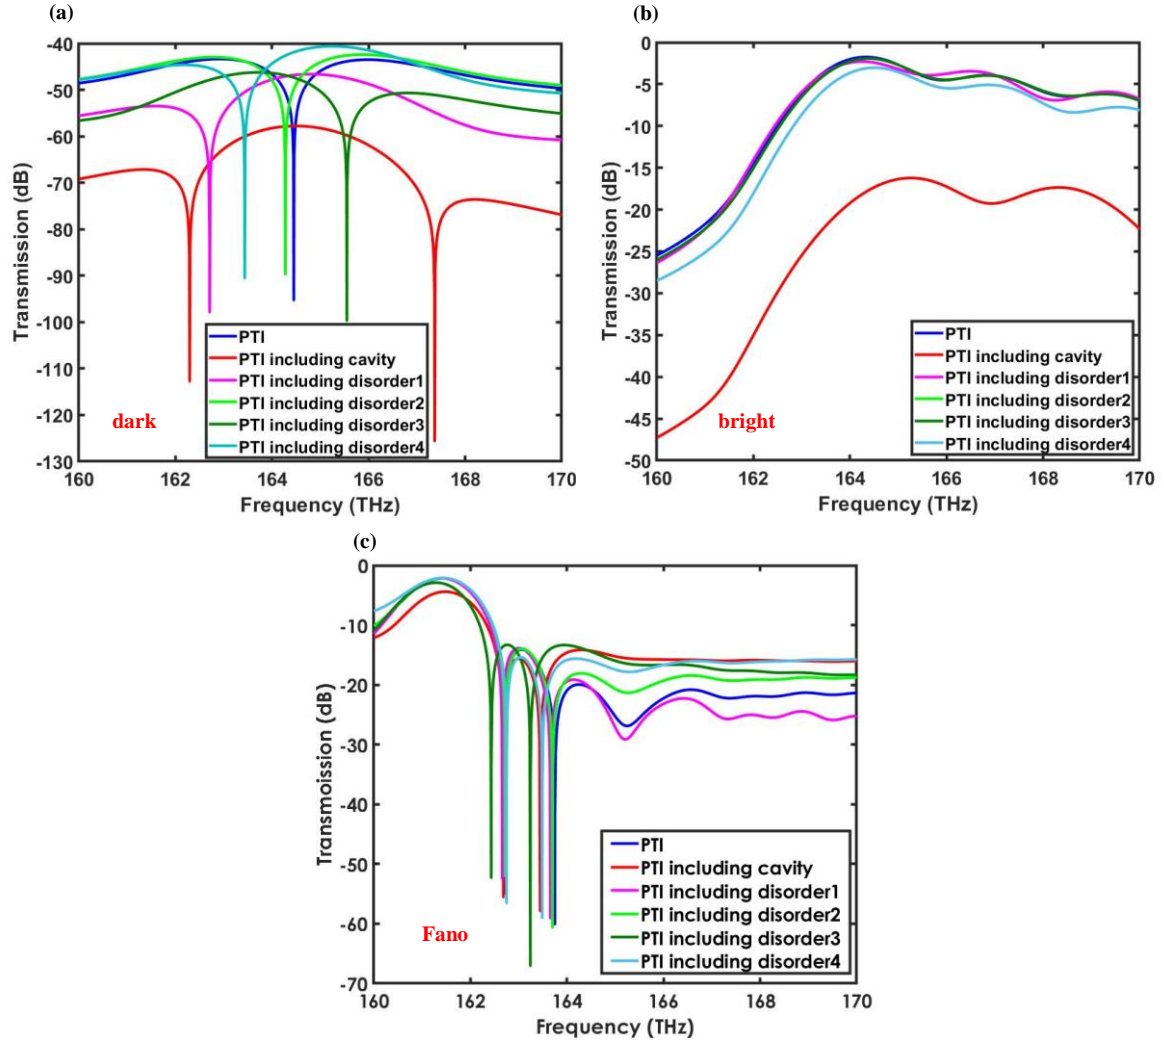 (a)
-40
-50
-60
-70
-80
-90
-100
-110
-120
-130
Transmission (dB)
PTI
PTI including cavity
PTI including disorder1
PTI including disorder2
PTI including disorder3
PTI including disorder4
dark
160 162 164 166 168 170
Frequency (THz)
(b)
0
-5
-10
-15
-20
-25
-30
-35
-40
-45
-50
Transmission (dB)
PTI
PTI including cavity
PTI including disorder1
PTI including disorder2
PTI including disorder3
PTI including disorder4
bright
160 162 164 166 168 170
Frequency (THz)
(c)
0
-10
-20
-30
-40
-50
-60
-70
Transmoission (dB)
PTI
PTI including cavity
PTI including disorder1
PTI including disorder2
PTI including disorder3
PTI including disorder4
Fano
160 162 164 166 168 170
Frequency (THz)